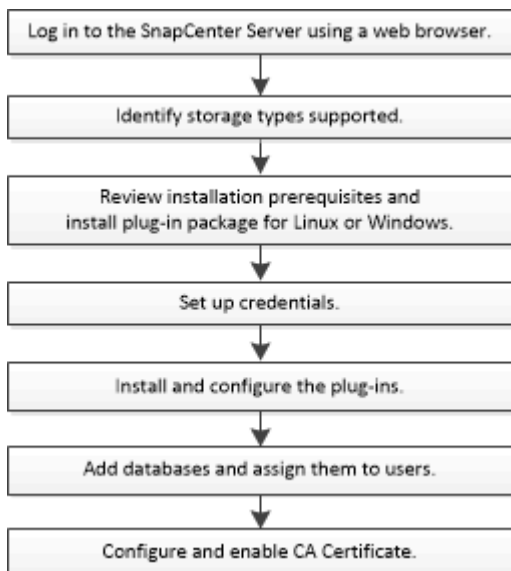 Log in to the SnapCenter Server using a web browser.
Identify storage types supported.
Review installation prerequisites and
install plug-in package for Linux or Windows.
Set up credentials.
Install and configure the plug-ins.
Add databases and assign them to users.
Configure and enable CA Certificate.